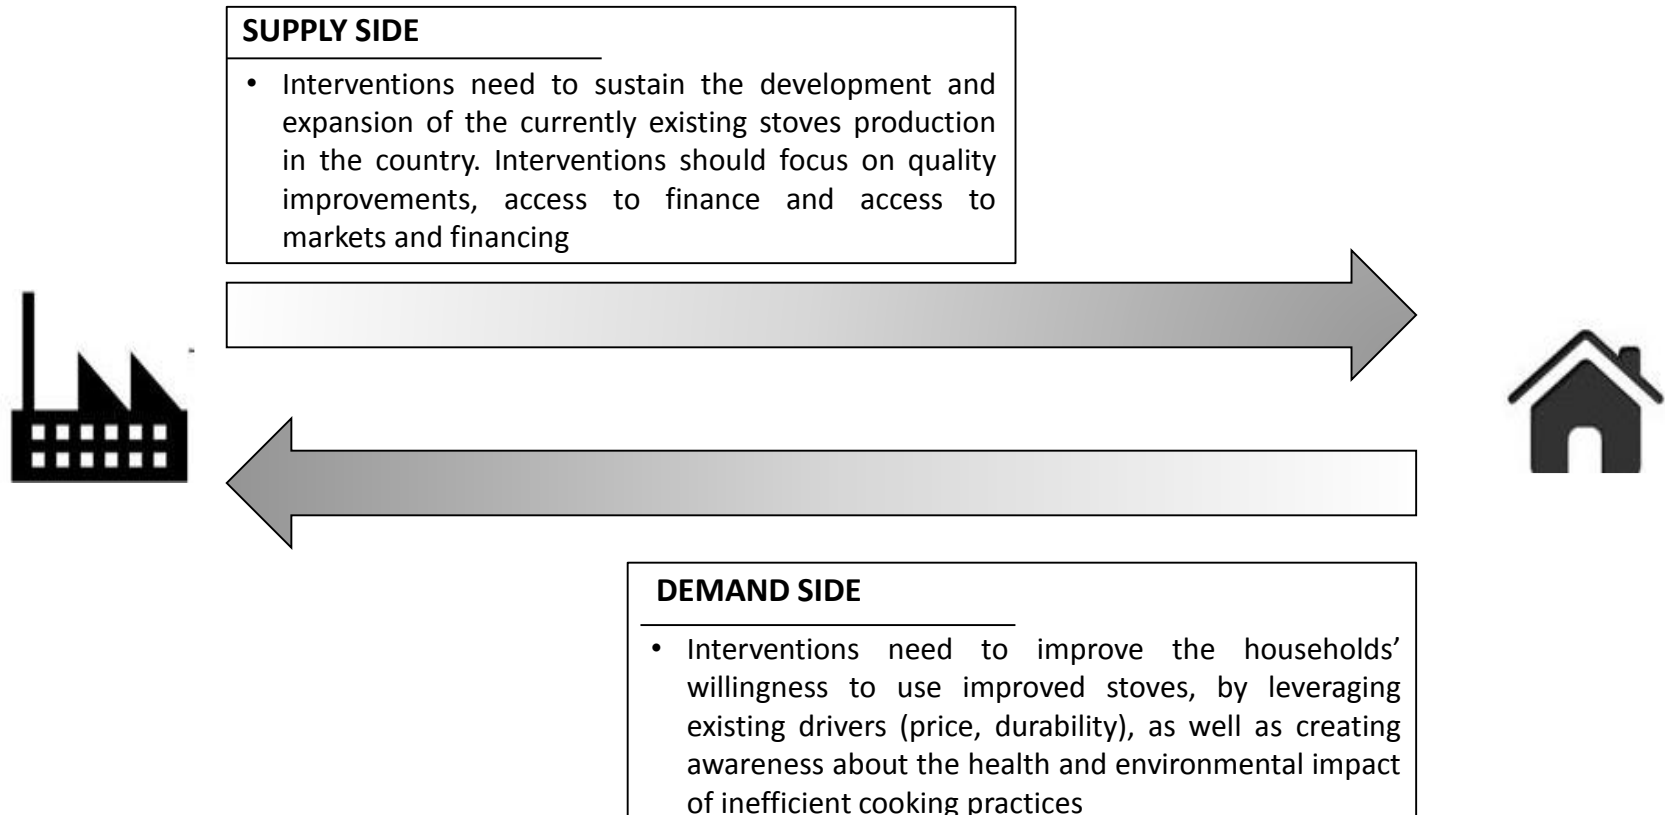 SUPPLY SIDE
• Interventions need to sustain the development and
expansion of the currently existing stoves production
in the country. Interventions should focus on quality
improvements, access to finance and access to
markets and financing
DEMAND SIDE
• Interventions need to improve the households’
willingness to use improved stoves, by leveraging
existing drivers (price, durability), as well as creating
awareness about the health and environmental impact
of inefficient cooking practices